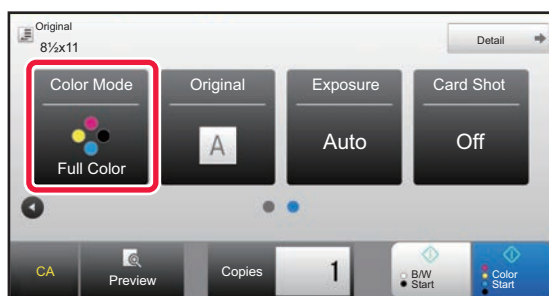 Original
8½x11
Detail
Color Mode
Original
Exposure
Card Shot
A
Auto
Off
Full Color
CA
Preview
Copies
1
B/W
Start
Color
Start